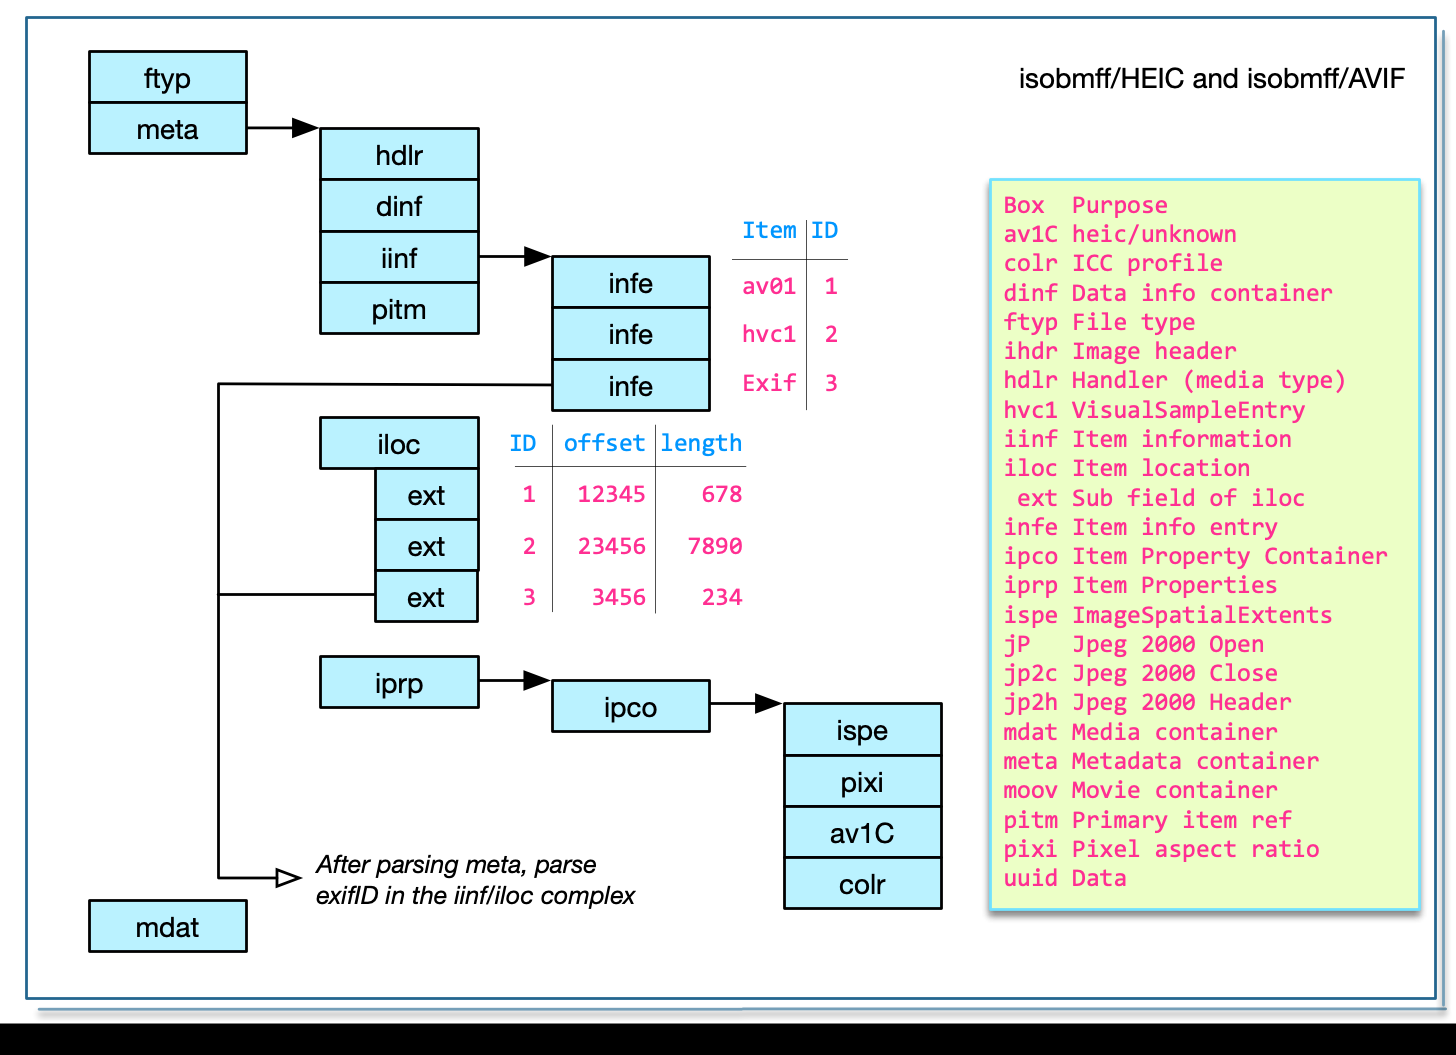 isobmff/HEIC and isobmff/AVIF
ftyp
meta
hdlr
dinf
iinf
pitm
infe
infe
infe
Item ID
av01 1
hvc1 2
Exif 3
iloc
ext
ext
ext
ID offset length
1 12345 678
2 23456 7890
3 3456 234
iprp
ipco
ispe
pixi
av1C
colr
After parsing meta, parse
exifID in the iinf/iloc complex
mdat
Box Purpose
av1C heic/unknown
colr ICC profile
dinf Data info container
ftyp File type
ihdr Image header
hdlr Handler (media type)
hvc1 VisualSampleEntry
iinf Item information
iloc Item location
ext Sub field of iloc
infe Item info entry
ipco Item Property Container
iprp Item Properties
ispe ImageSpatialExtents
jP Jpeg 2000 Open
jp2c Jpeg 2000 Close
jp2h Jpeg 2000 Header
mdat Media container
meta Metadata container
moov Movie container
pitm Primary item ref
pixi Pixel aspect ratio
uuid Data